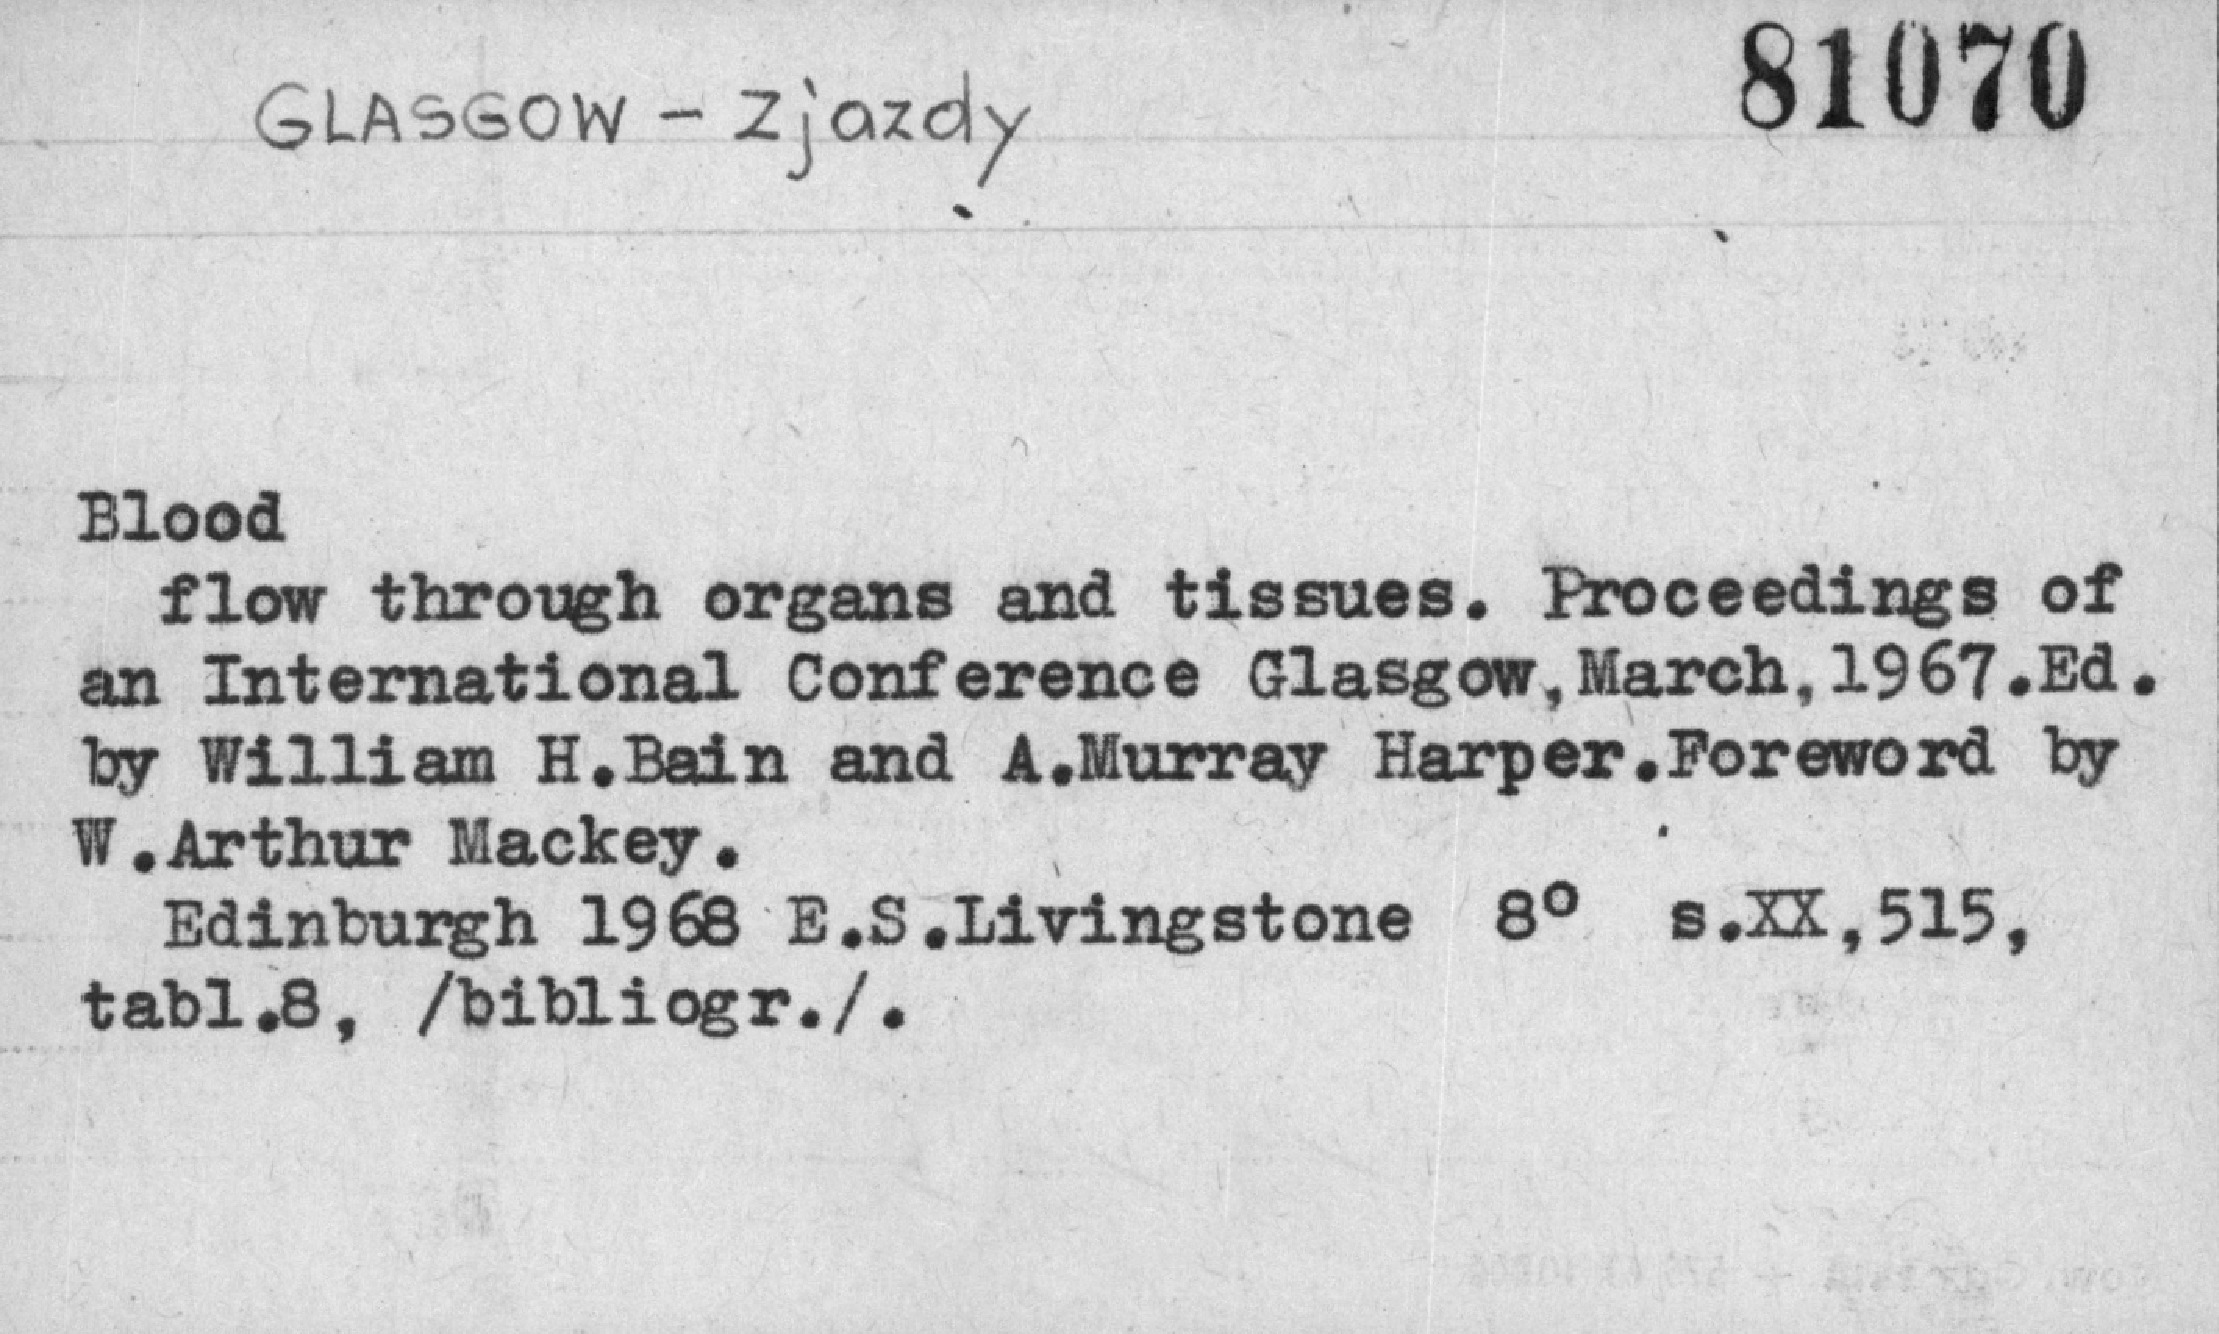 GLASGOW - Zjazdy 81070
Blood
flow through organs and tissues. Proceedings of
an International Conference Glasgow,March,1967.Ed.
by William H.Bain and A.Murray Harper.Foreword by
W.Arthur Mackey.
Edinburgh 1968 E.S.Livingstone 8° s.XX,515,
tabl.8, /bibliogr./.